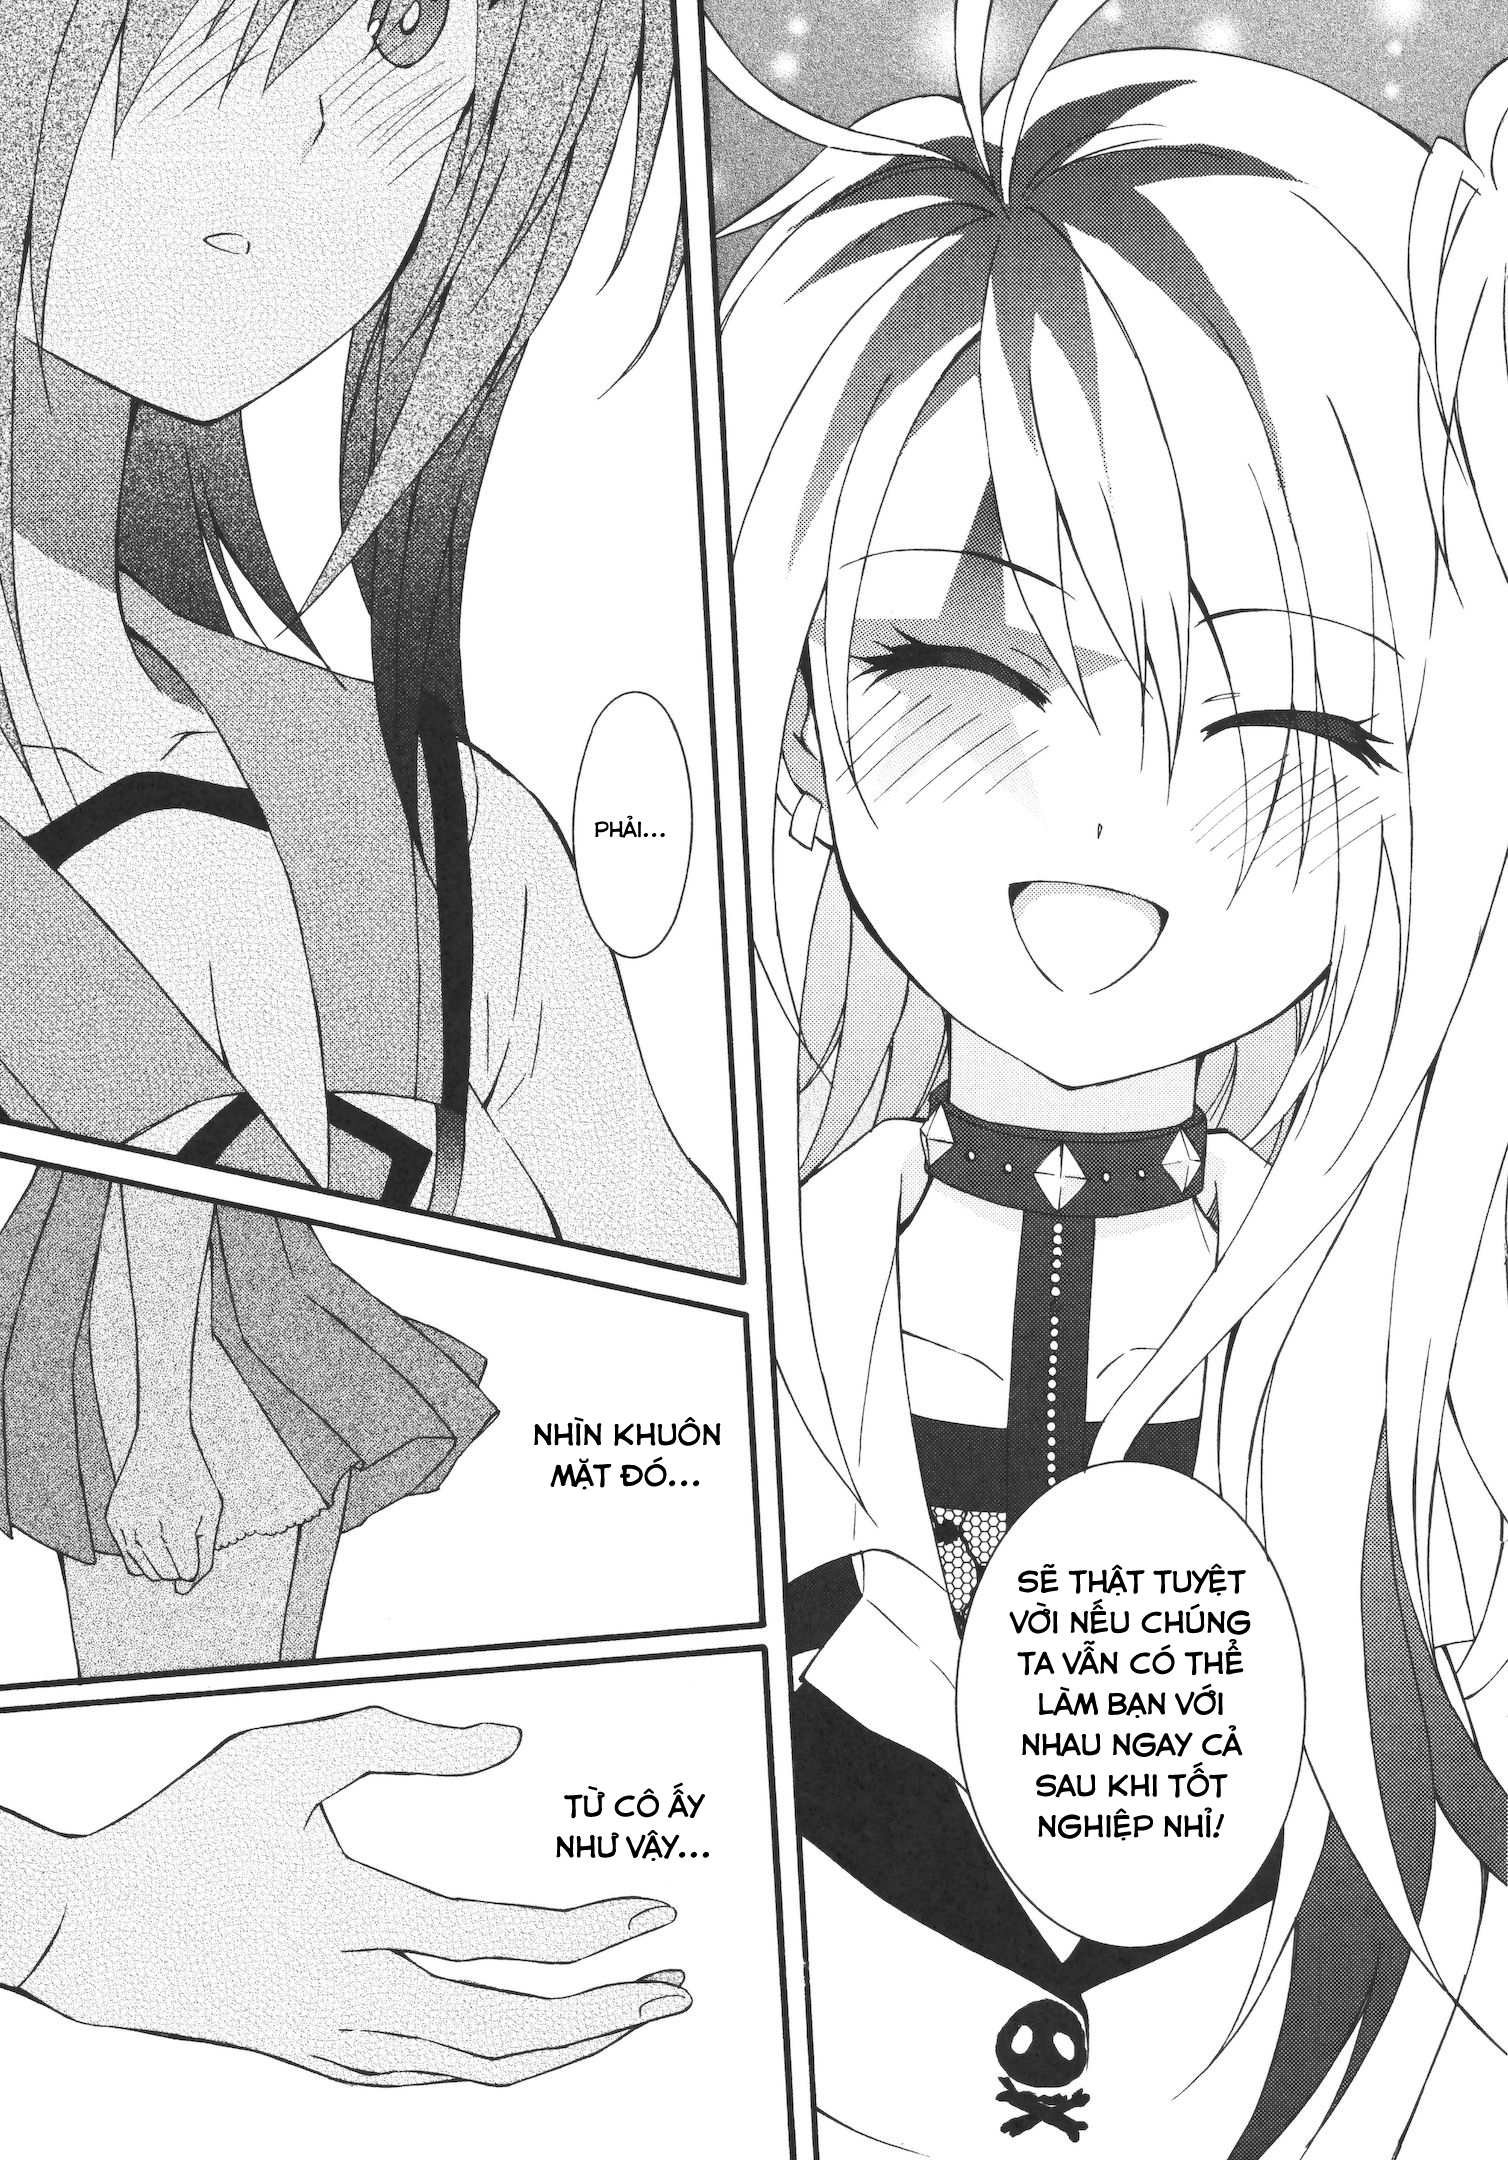 SẼ THẬT TUYỆT
VỜI NẾU CHÚNG
TA VẪN CÓ THỂ
LÀM BẠN VỚI
NHAU NGAY CẢ
SAU KHI TỐT
NGHIỆP NHỈ!
PHẢI...
NHÌN KHUÔN
MẶT ĐÓ...
TỪ CÔ ẤY
NHƯ VẬY...